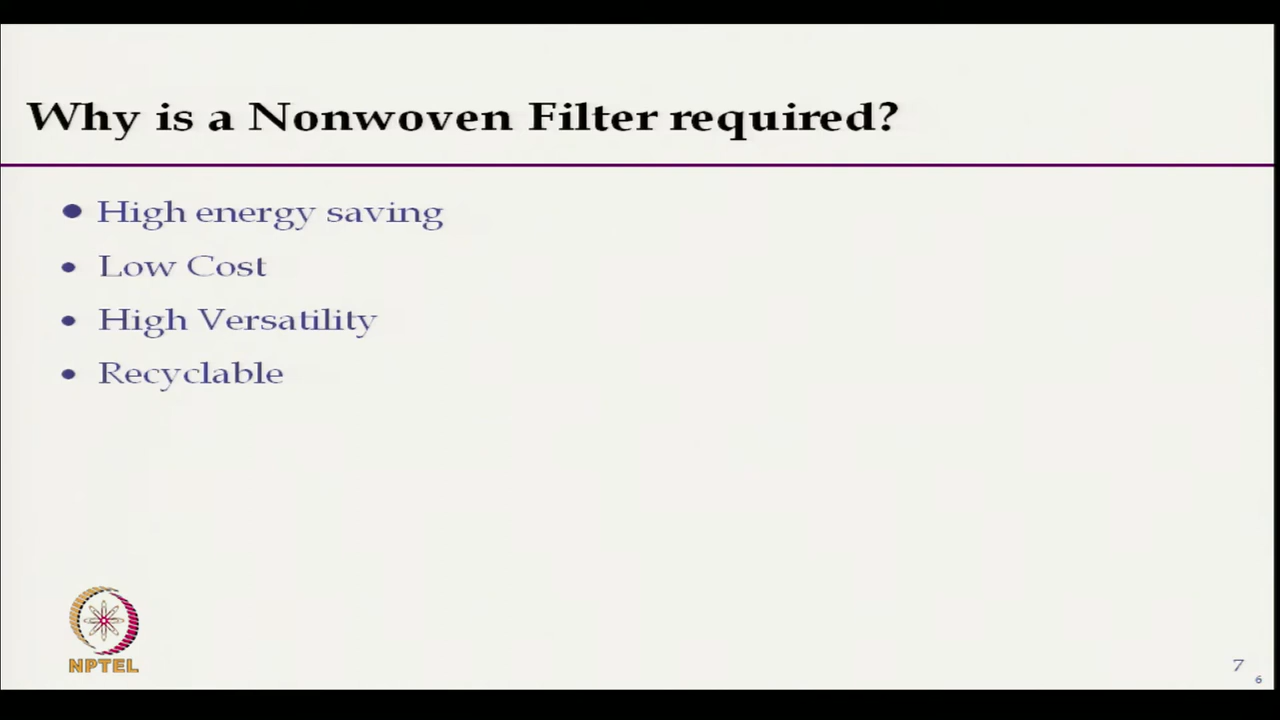 Why is a Nonwoven Filter required?
• High energy saving
• Low Cost
• High Versatility
• Recyclable
NPTEL
7
6